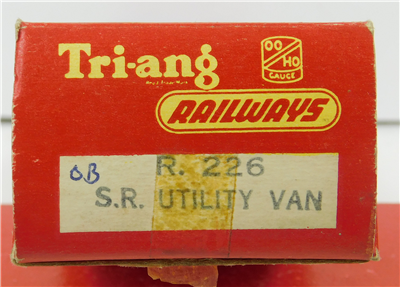 Tri-ang
OO
HO
GAUGE
RAILWAYS
OB
R. 226
S.R. UTILITY VAN